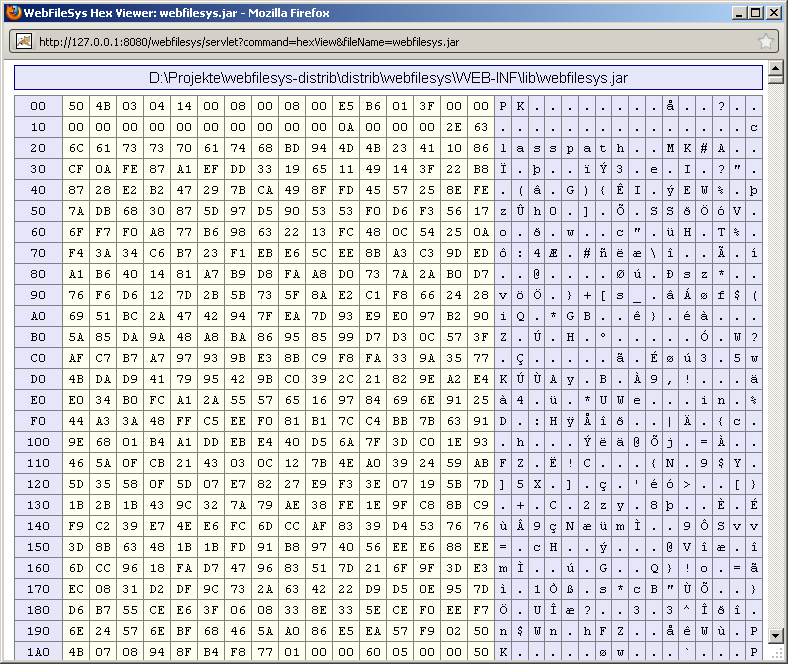 WebFileSys Hex Viewer: webfilesys.jar - Mozilla Firefox
http://127.0.0.1:8080/webfilesys/servlet?command=hexView&fileName=webfilesys.jar
D:\Projekte\webfilesys-distrib\distrib\webfilesys\WEB-INF\lib\webfilesys.jar
00 50 4B 03 04 14 00 08 00 08 00 E5 B6 01 3F 00 00 P K . . . . . . . . å . . ? . .
10 00 00 00 00 00 00 00 00 00 00 0A 00 00 00 2E 63 . . . . . . . . . . . . . . . c
20 6C 61 73 73 70 61 74 68 BD 94 4D 4B 23 41 10 86 l a s s p a t h . . M K # A . .
30 CF 0A FE 87 A1 EF DD 33 19 65 11 49 14 3F 22 B8 Ï . þ . . ï Ý 3 . e . I . ? " .
40 87 28 E2 B2 47 29 7B CA 49 8F FD 45 57 25 8E FE . ( â . G ) { Ê I . ý E W % . þ
50 7A DB 68 30 87 5D 97 D5 90 53 53 F0 D6 F3 56 17 z Û h 0 . ] . Õ . S S ð Ö ó V .
60 6F F7 F0 A8 77 B6 98 63 22 13 FC 48 0C 54 25 0A o . ð . w . . c " . ü H . T % .
70 F4 3A 34 C6 B7 23 F1 EB E6 5C EE 8B A3 C3 9D ED ô : 4 Æ . # ñ ë æ \ î . . Ã . í
80 A1 B6 40 14 81 A7 B9 D8 FA A8 D0 73 7A 2A B0 D7 . . @ . . . . Ø ú . Ð s z * . .
90 76 F6 D6 12 7D 2B 5B 73 5F 8A E2 C1 F8 66 24 28 v ö Ö . } + [ s _ . â Á ø f $ (
A0 69 51 BC 2A 47 42 94 7F EA 7D 93 E9 E0 97 B2 90 i Q . * G B . . ê } . é à . . .
B0 5A 85 DA 9A 48 A8 BA 86 95 85 99 D7 D3 0C 57 3F Z . Ú . H . º . . . . . Ó . W ?
C0 AF C7 B7 A7 97 93 9B E3 8B C9 F8 FA 33 9A 35 77 . Ç . . . . . ã . É ø ú 3 . 5 w
D0 4B DA D9 41 79 95 42 9B C0 39 2C 21 82 9E A2 E4 K Ú Ù A y . B . À 9 , ! . . . ä
E0 E0 34 B0 FC A1 2A 55 57 65 16 97 84 69 6E 91 25 à 4 . ü . * U W e . . . i n . %
F0 44 A3 3A 48 FF C5 EE F0 81 B1 7C C4 BB 7B 63 91 D . : H ÿ Å î ð . . | Ä . { c .
100 9E 68 01 B4 A1 DD EB E4 40 D5 6A 7F 3D C0 1E 93 . h . . . Ý ë ä @ Õ j . = À . .
110 46 5A 0F CB 21 43 03 0C 12 7B 4E A0 39 24 59 AB F Z . Ë ! C . . . { N . 9 $ Y .
120 5D 35 58 0F 5D 07 E7 82 27 E9 F3 3E 07 19 5B 7D ] 5 X . ] . ç . ' é ó > . . [ }
130 1B 2B 1B 43 9C 32 7A 79 AE 38 FE 1E 9F C8 8B C9 . + . C . 2 z y . 8 þ . . È . É
140 F9 C2 39 E7 4E E6 FC 6D CC AF 83 39 D4 53 76 76 ù Â 9 ç N æ ü m Ì . . 9 Ô S v v
150 3D 8B 63 48 1B 1B FD 91 B8 97 40 56 EE E6 88 EE = . c H . . ý . . . @ V î æ . î
160 6D CC 96 18 FA D7 47 96 83 51 7D 21 6F 9F 3D E3 m Ì . . ú . G . . Q } ! o . = ã
170 EC 08 31 D2 DF 9C 73 2A 63 42 22 D9 D5 0E 95 7D ì . 1 Ò ß . s * c B " Ù Õ . . }
180 D6 B7 55 CE E6 3F 06 08 33 8E 33 5E CE F0 EE F7 Ö . U Î æ ? . . 3 . 3 ^ Î ð î .
190 6E 24 57 6E BF 68 46 5A A0 86 E5 EA 57 F9 02 50 n $ W n . h F Z . . å ê W ù . P
1A0 4B 07 08 94 8F B4 F8 77 01 00 00 60 05 00 00 50 K . . . . . ø w . . . ` . . . P